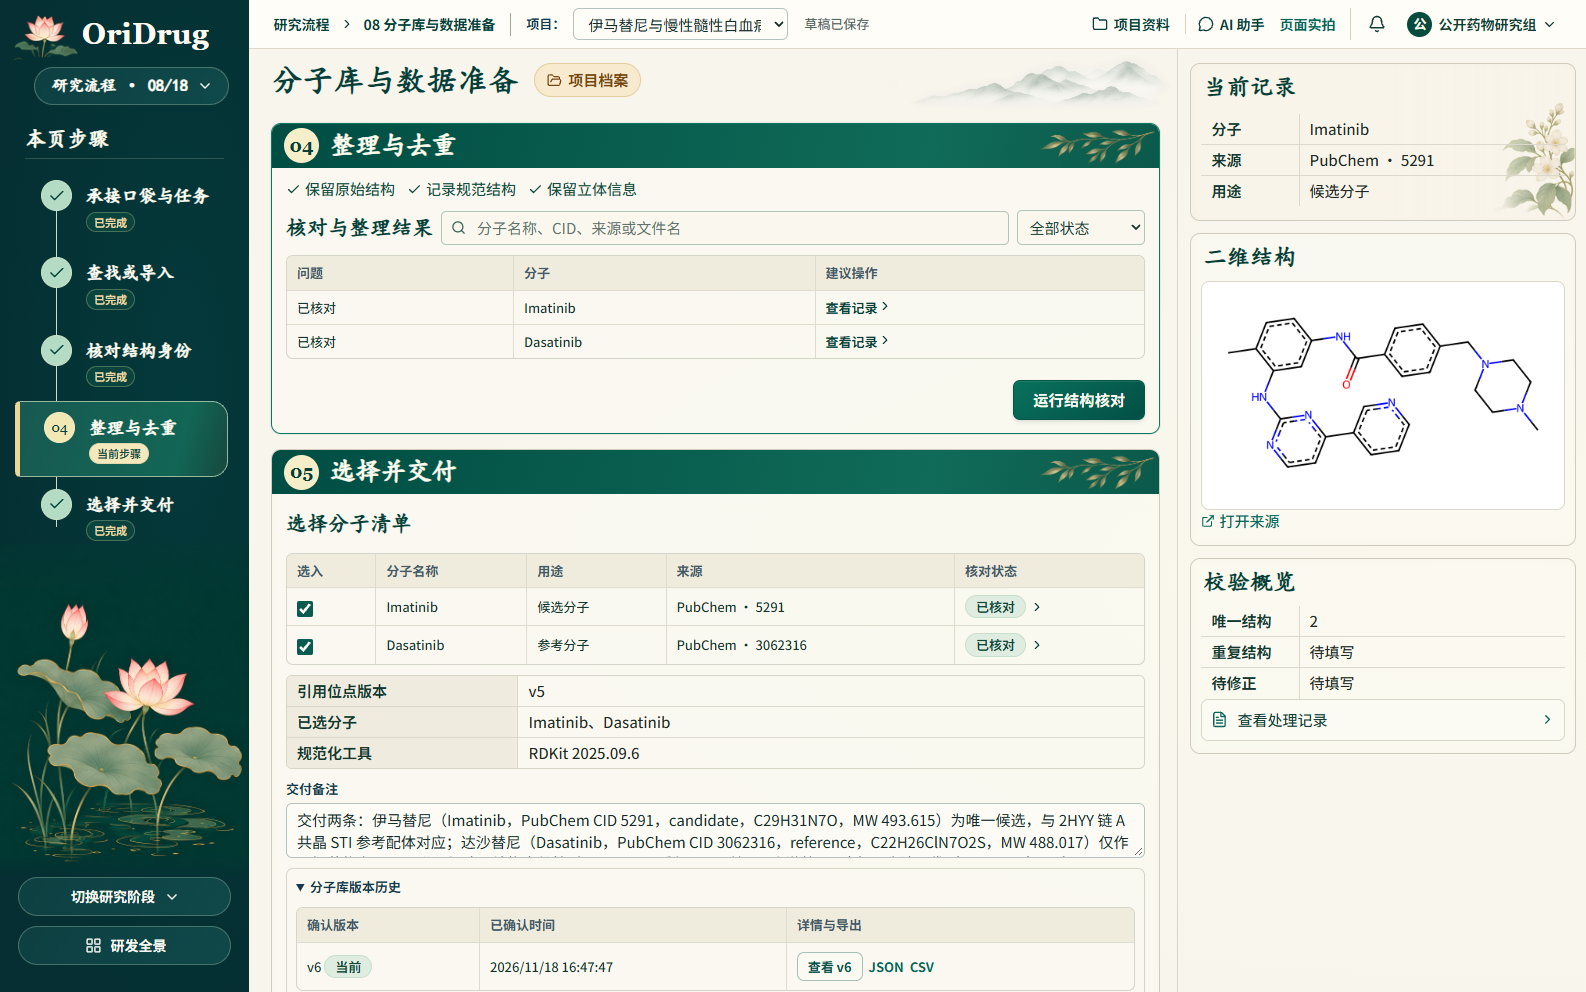 OriDrug
研究流程 • 08/18
本页步骤
承接口袋与任务
已完成
查找或导入
已完成
核对结构身份
已完成
04
整理与去重
当前步骤
选择并交付
已完成
切换研究阶段
研发全景
研究流程 > 08 分子库与数据准备
项目：
伊马替尼与慢性髓性白血病
草稿已保存
项目资料
AI 助手
页面实拍
公
公开药物研究组
分子库与数据准备
项目档案
04 整理与去重
保留原始结构 记录规范结构 保留立体信息
核对与整理结果
分子名称、CID、来源或文件名
全部状态
问题 分子 建议操作
已核对 Imatinib 查看记录
已核对 Dasatinib 查看记录
运行结构核对
05 选择并交付
选择分子清单
选入 分子名称 用途 来源 核对状态
Imatinib 候选分子 PubChem · 5291 已核对
Dasatinib 参考分子 PubChem · 3062316 已核对
引用位点版本 v5
已选分子 Imatinib、Dasatinib
规范化工具 RDKit 2025.09.6
交付备注
交付两条：伊马替尼（Imatinib，PubChem CID 5291，candidate，C29H31N7O，MW 493.615）为唯一候选，与 2HYY 链 A
共晶 STI 参考配体对应；达沙替尼（Dasatinib，PubChem CID 3062316，reference，C22H26ClN7O2S，MW 488.017）仅作
分子库版本历史
确认版本 已确认时间 详情与导出
v6 当前 2026/11/18 16:47:47 查看 v6 JSON CSV
当前记录
分子 Imatinib
来源 PubChem · 5291
用途 候选分子
二维结构
NH
O
N
HN
N
N
N
N
打开来源
校验概览
唯一结构 2
重复结构 待填写
待修正 待填写
查看处理记录